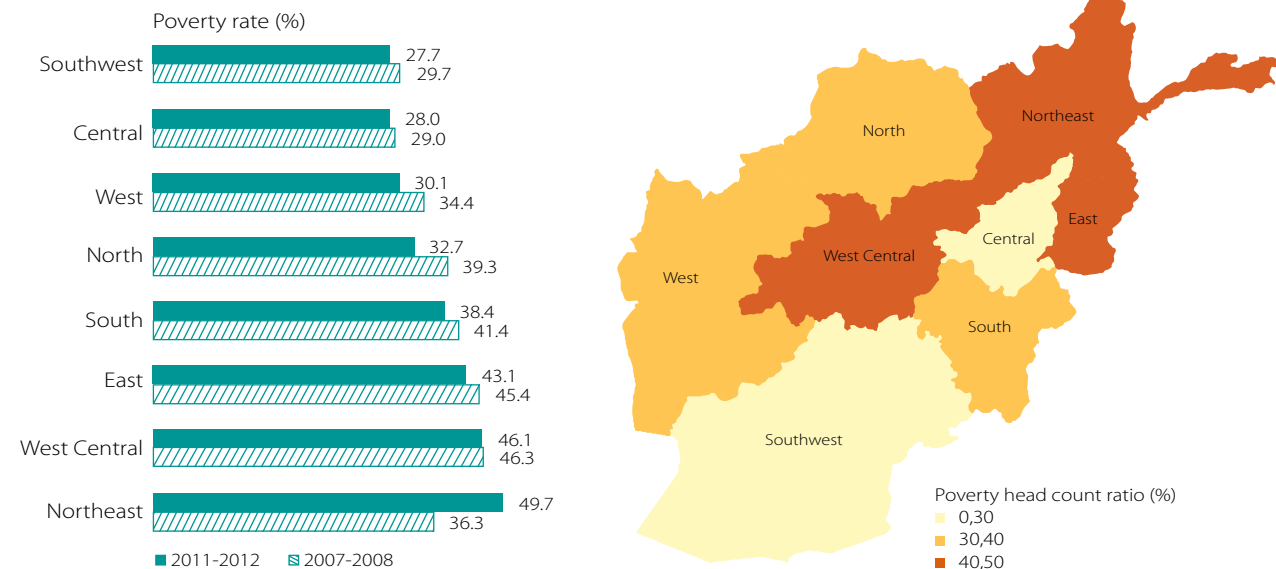 Poverty rate (%)
Southwest
27.7
29.7
Central
28.0
29.0
West
30.1
34.4
North
32.7
39.3
South
38.4
41.4
East
43.1
45.4
West Central
46.1
46.3
Northeast
49.7
36.3
2011-2012 2007-2008
North
Northeast
East
Central
West Central
West
South
Southwest
Poverty head count ratio (%)
0,30
30,40
40,50